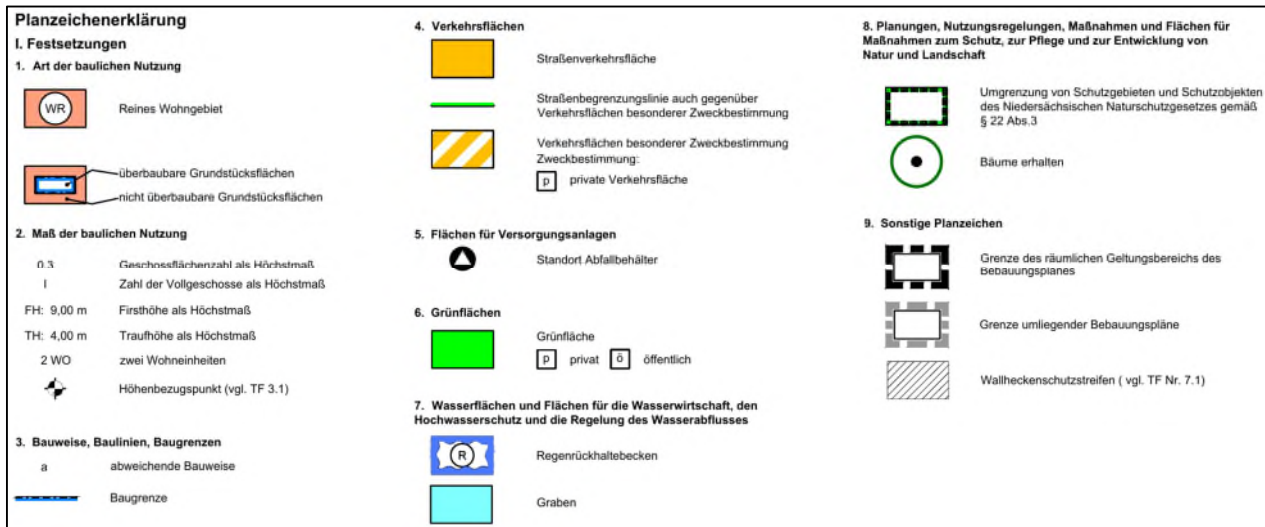 Planzeichenerklärung
I. Festsetzungen
1. Art der baulichen Nutzung
WR
Reines Wohngebiet
überbaubare Grundstücksflächen
nicht überbaubare Grundstücksflächen
2. Maß der baulichen Nutzung
0,3 Geschossflächenzahl als Höchstmaß
I Zahl der Vollgeschosse als Höchstmaß
FH: 9,00 m Firsthöhe als Höchstmaß
TH: 4,00 m Traufhöhe als Höchstmaß
2 WO zwei Wohneinheiten
Höhenbezugspunkt (vgl. TF 3.1)
3. Bauweise, Baulinien, Baugrenzen
a abweichende Bauweise
Baugrenze
4. Verkehrsflächen
Straßenverkehrsfläche
Straßenbegrenzungslinie auch gegenüber
Verkehrsflächen besonderer Zweckbestimmung
Verkehrsflächen besonderer Zweckbestimmung
Zweckbestimmung:
p private Verkehrsfläche
5. Flächen für Versorgungsanlagen
Standort Abfallbehälter
6. Grünflächen
Grünfläche
p privat ö öffentlich
7. Wasserflächen und Flächen für die Wasserwirtschaft, den
Hochwasserschutz und die Regelung des Wasserabflusses
R
Regenrückhaltebecken
Graben
8. Planungen, Nutzungsregelungen, Maßnahmen und Flächen für
Maßnahmen zum Schutz, zur Pflege und zur Entwicklung von
Natur und Landschaft
Umgrenzung von Schutzgebieten und Schutzobjekten
des Niedersächsischen Naturschutzgesetzes gemäß
§ 22 Abs.3
Bäume erhalten
9. Sonstige Planzeichen
Grenze des räumlichen Geltungsbereichs des
Bebauungsplanes
Grenze umliegender Bebauungspläne
Wallheckenschutzstreifen ( vgl. TF Nr. 7.1)